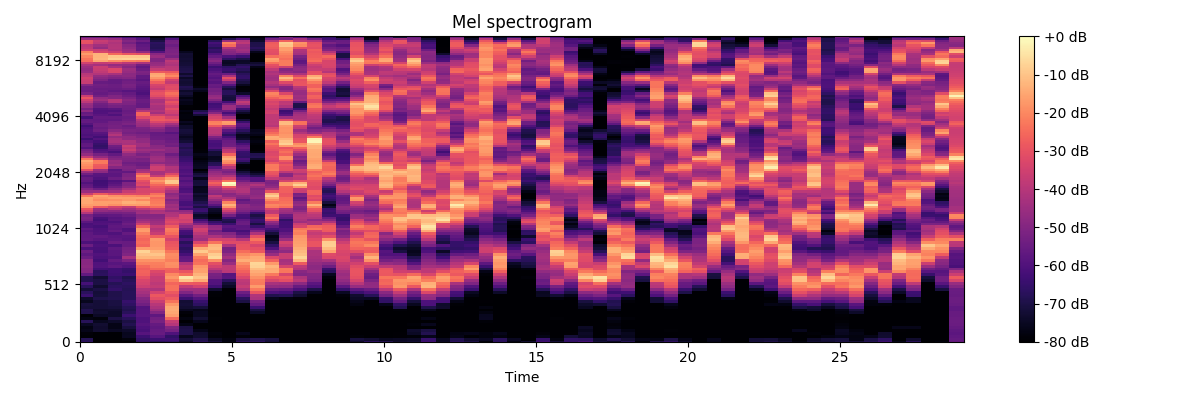 Mel spectrogram
Hz
8192
4096
2048
1024
512
0
0 5 10 15 20 25
Time
+0 dB
-10 dB
-20 dB
-30 dB
-40 dB
-50 dB
-60 dB
-70 dB
-80 dB